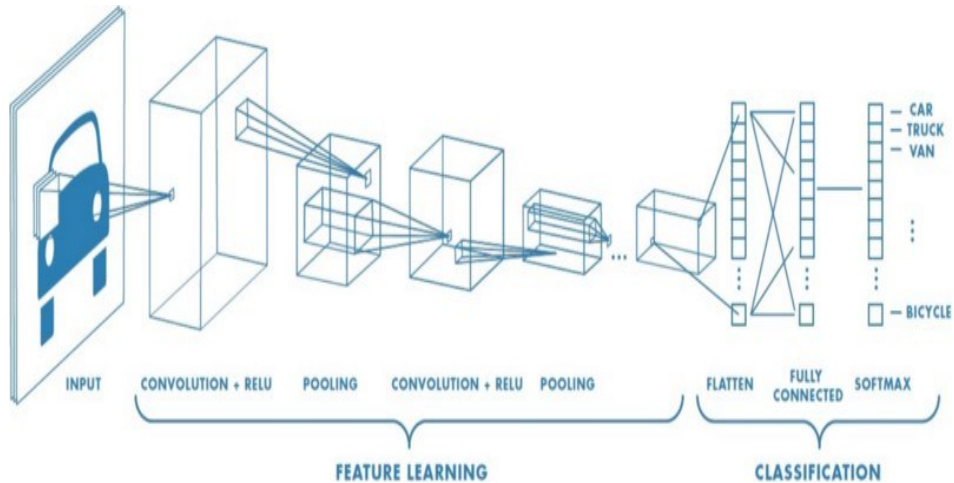 CAR
TRUCK
VAN
BICYCLE
INPUT
CONVOLUTION + RELU
POOLING
CONVOLUTION + RELU
POOLING
FLATTEN
FULLY
CONNECTED
SOFTMAX
FEATURE LEARNING
CLASSIFICATION